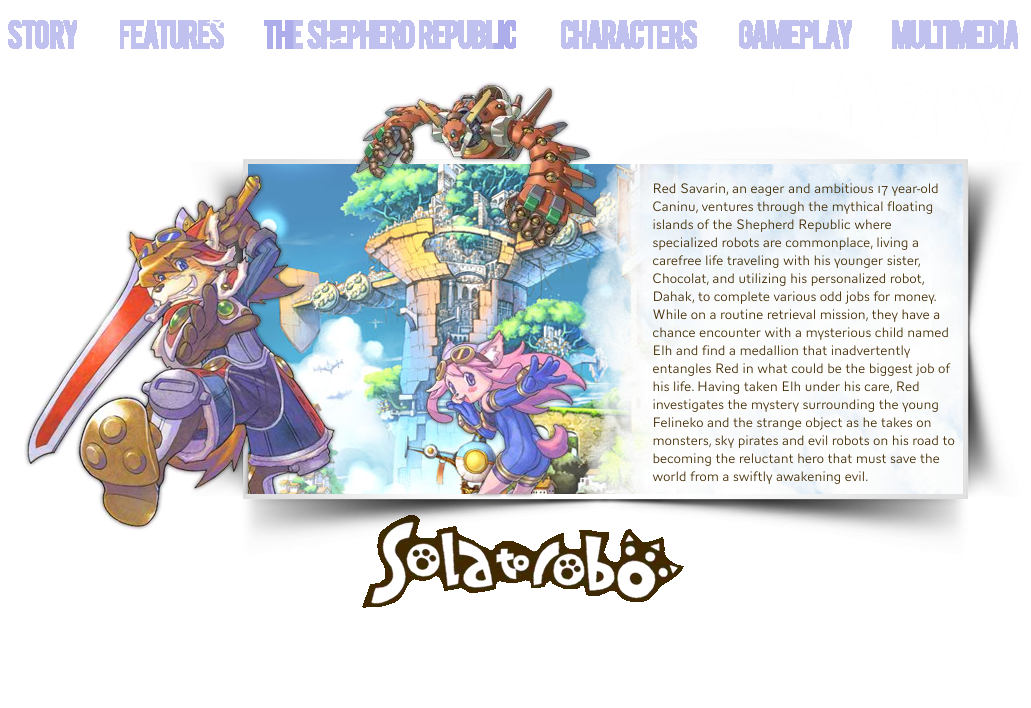 STORY FEATURES THE SHEPHERD REPUBLIC CHARACTERS GAMEPLAY MULTIMEDIA
Red Savarin, an eager and ambitious 17 year-old
Caninu, ventures through the mythical floating
islands of the Shepherd Republic where
specialized robots are commonplace, living a
carefree life traveling with his younger sister,
Chocolat, and utilizing his personalized robot,
Dahak, to complete various odd jobs for money.
While on a routine retrieval mission, they have a
chance encounter with a mysterious child named
Elh and find a medallion that inadvertently
entangles Red in what could be the biggest job of
his life. Having taken Elh under his care, Red
investigates the mystery surrounding the young
Felineko and the strange object as he takes on
monsters, sky pirates and evil robots on his road to
becoming the reluctant hero that must save the
world from a swiftly awakening evil.
Solatorobo